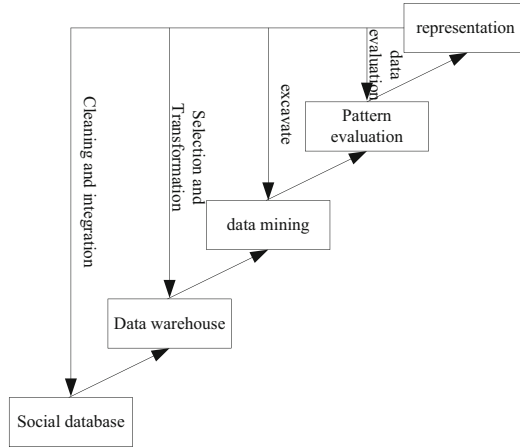 representation
data
evaluation
Pattern
evaluation
excavate
Selection and
Transformation
Cleaning and integration
data mining
Data warehouse
Social database